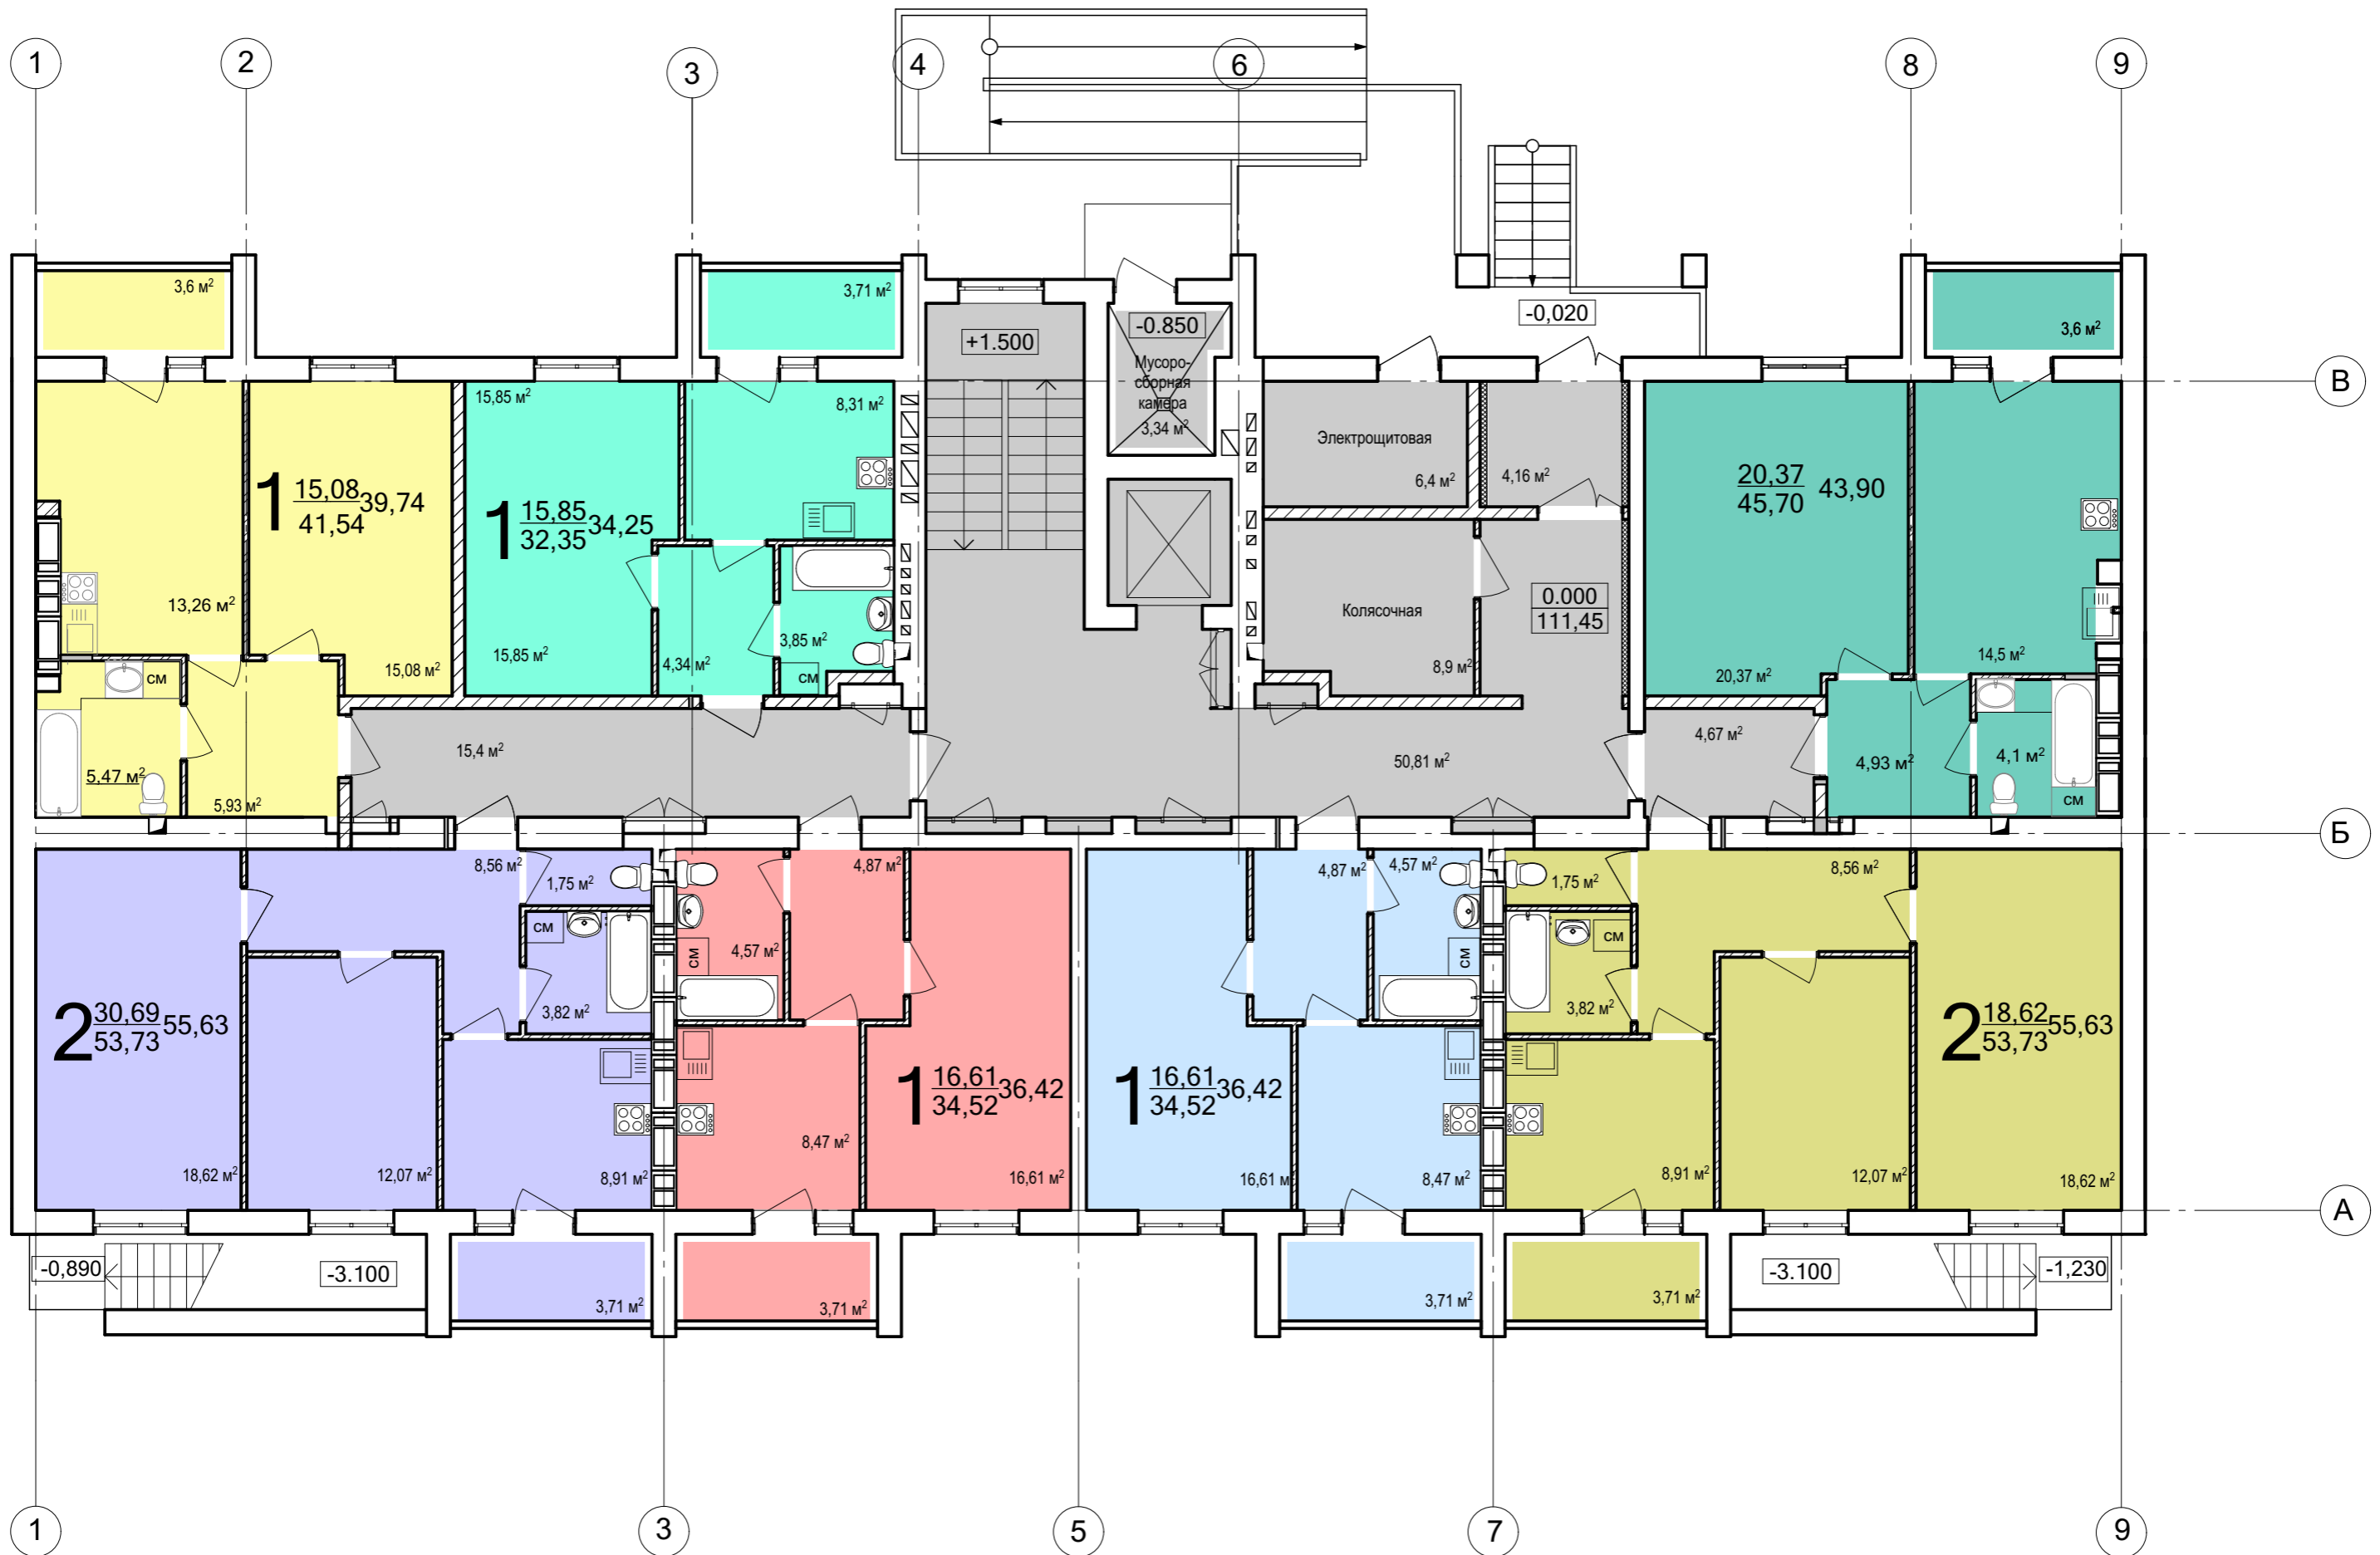 1
2
3
4
6
8
9
3,6 м²
3,71 м²
+1.500
-0.850
Мусоро-
сборная
камера
3,34 м²
-0,020
3,6 м²
В
15,85 м²
8,31 м²
Электрощитовая
6,4 м²
4,16 м²
1 15,08 39,74
41,54
1 15,85 34,25
32,35
20,37 43,90
45,70
13,26 м²
15,08 м²
15,85 м²
4,34 м²
3,85 м²
см
Колясочная
8,9 м²
0.000
111,45
20,37 м²
14,5 м²
см
5,47 м²
5,93 м²
15,4 м²
50,81 м²
4,67 м²
4,93 м²
4,1 м²
см
Б
8,56 м²
1,75 м²
4,87 м²
4,87 м²
4,57 м²
1,75 м²
8,56 м²
см
3,82 м²
4,57 м²
см
см
см
3,82 м²
2 30,69 55,63
53,73
1 16,61 36,42
34,52
1 16,61 36,42
34,52
2 18,62 55,63
53,73
18,62 м²
12,07 м²
8,91 м²
8,47 м²
16,61 м²
16,61 м
8,47 м²
8,91 м²
12,07 м²
18,62 м²
А
-0,890
-3.100
3,71 м²
3,71 м²
3,71 м²
3,71 м²
-3.100
-1,230
1
3
5
7
9